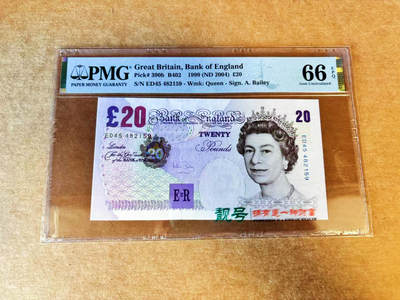 PMG
PAPER MONEY GUARANTY
Great Britain, Bank of England
Pick# 390b B402 1999 (ND 2004) £20
S/N ED45 482159 - Wmk: Queen - Sign. A. Bailey
66 EPQ
Gem Uncirculated
£20
Bank of England
20
ED45 482159
TWENTY
Pounds
London
20
ER
ED45 482159
靓号